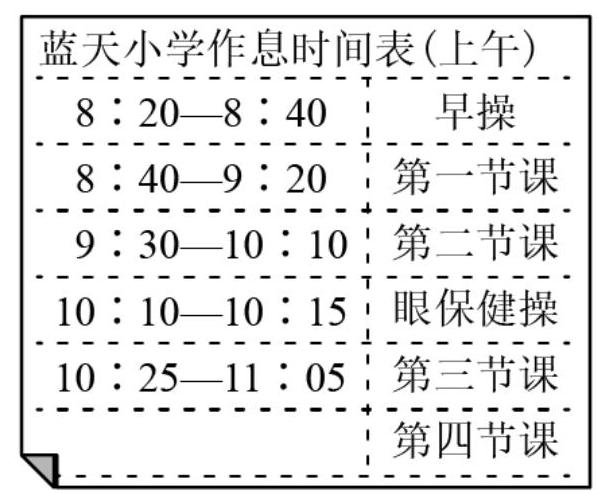 蓝天小学作息时间表(上午)
8∶20—8∶40 早操
8∶40—9∶20 第一节课
9∶30—10∶10 第二节课
10∶10—10∶15 眼保健操
10∶25—11∶05 第三节课
第四节课